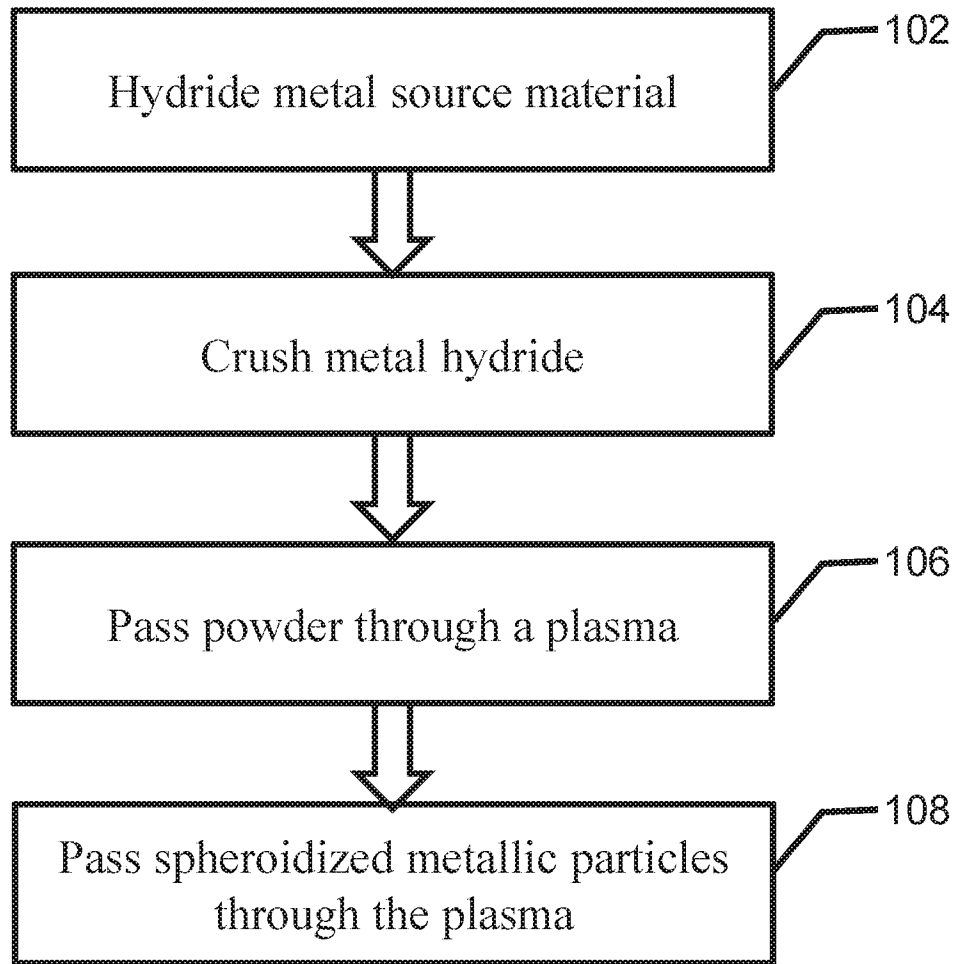 Hydride metal source material
102
Crush metal hydride
104
Pass powder through a plasma
106
Pass spheroidized metallic particles
through the plasma
108